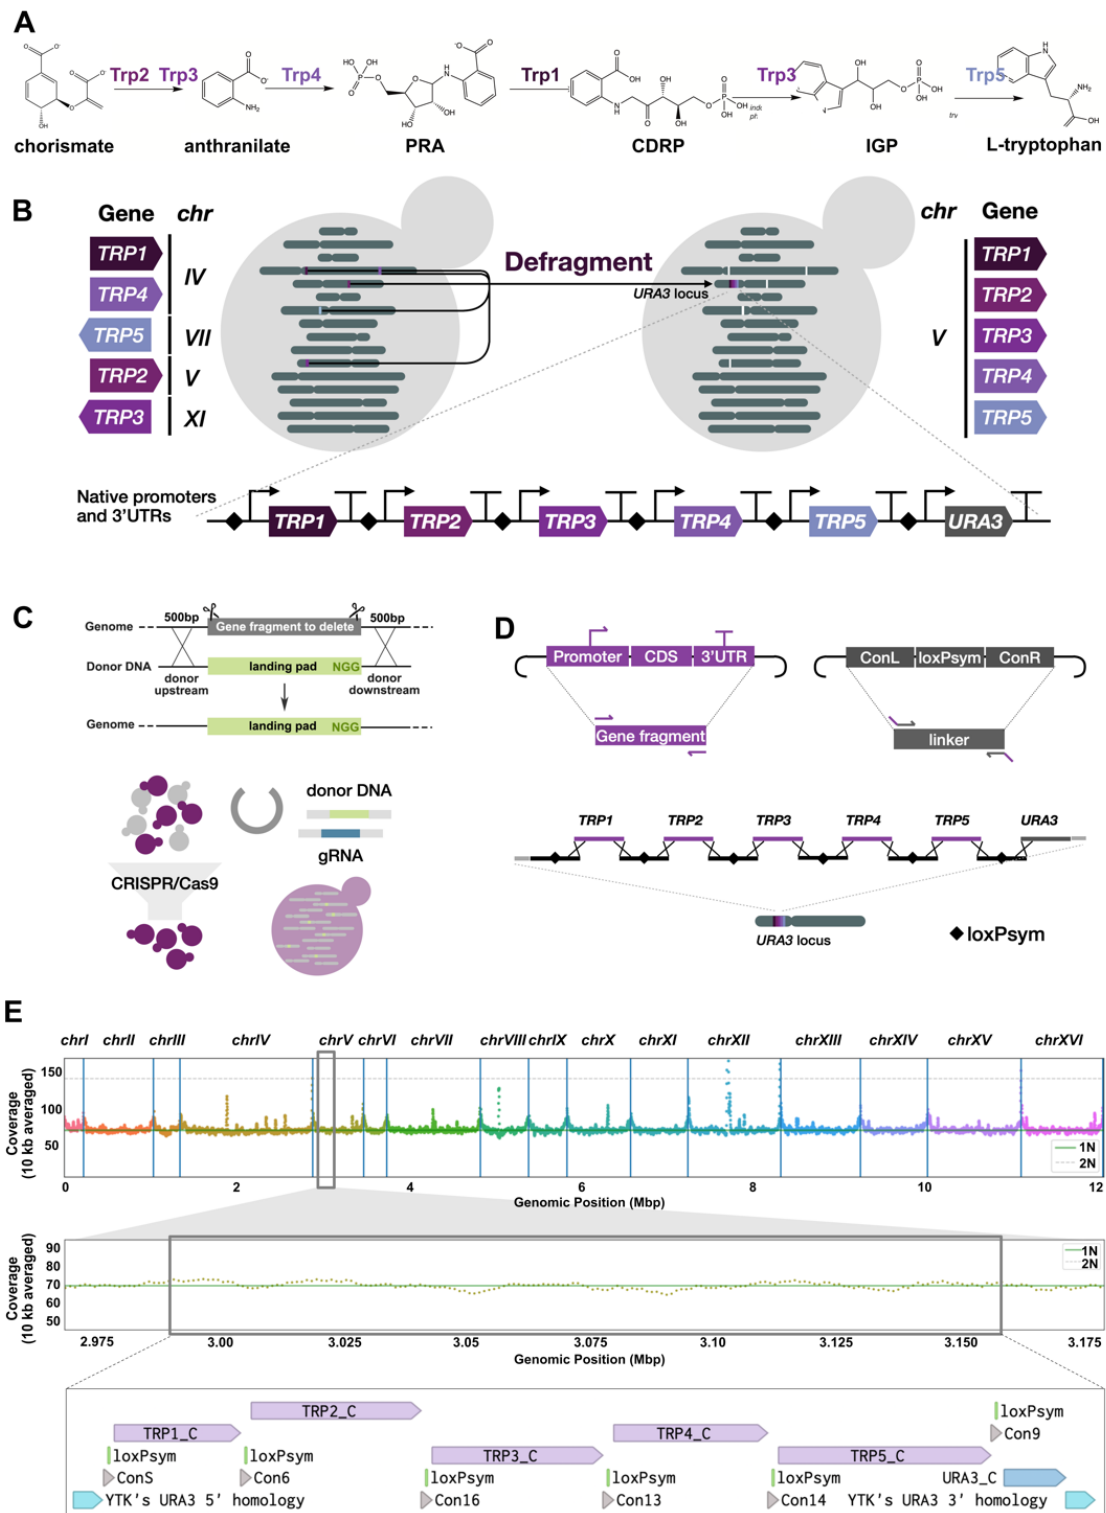 A
Trp2 Trp3 Trp4 Trp1 Trp3 Trp5
chorismate anthranilate PRA CDRP IGP L-tryptophan
B
Gene chr
TRP1
TRP4
IV
TRP5 VII
TRP2 V
TRP3 XI
Defragment
URA3 locus
chr Gene
TRP1
TRP2
V TRP3
TRP4
TRP5
Native promoters
and 3'UTRs
TRP1 TRP2 TRP3 TRP4 TRP5 URA3
C
500bp 500bp
Genome Gene fragment to delete
Donor DNA landing pad NGG
donor
upstream
donor
downstream
Genome landing pad NGG
donor DNA
gRNA
CRISPR/Cas9
D
Promoter CDS 3'UTR
ConL loxPsym ConR
Gene fragment
linker
TRP1 TRP2 TRP3 TRP4 TRP5 URA3
URA3 locus
loxPsym
E
chrI chrII chrIII chrIV chrV chrVI chrVII chrVIII chrIX chrX chrXI chrXII chrXIII chrXIV chrXV chrXVI
Coverage
(10 kb averaged)
150
100
50
1N
2N
0 2 4 6 8 10 12
Genomic Position (Mbp)
Coverage
(10 kb averaged)
90
80
70
60
50
1N
2N
2.975 3.00 3.025 3.05 3.075 3.10 3.125 3.150 3.175
Genomic Position (Mbp)
TRP2_C
loxPsym
TRP1_C TRP4_C Con9
loxPsym loxPsym TRP3_C TRP5_C
ConS Con6 loxPsym loxPsym loxPsym URA3_C
YTK's URA3 5' homology Con16 Con13 Con14 YTK's URA3 3' homology